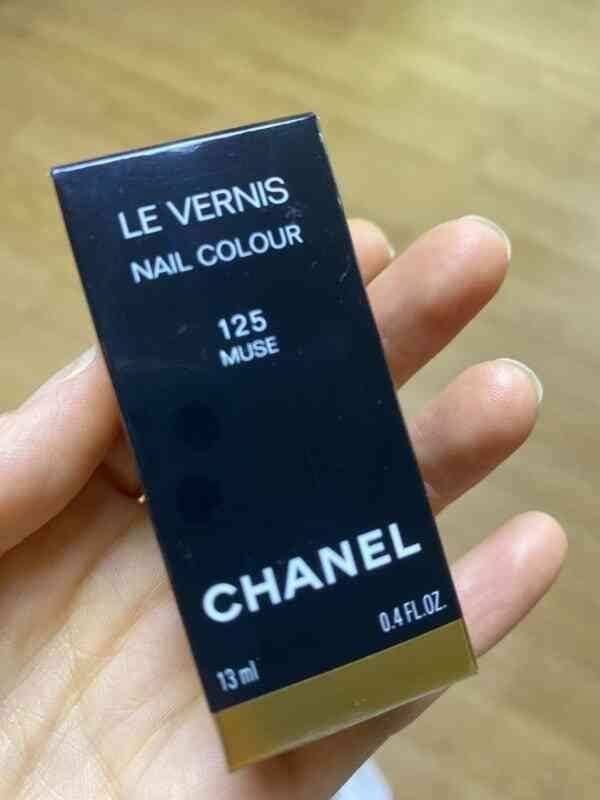 LE VERNIS
NAIL COLOUR
125
MUSE
CHANEL
13 ml 0.4 FL.OZ.